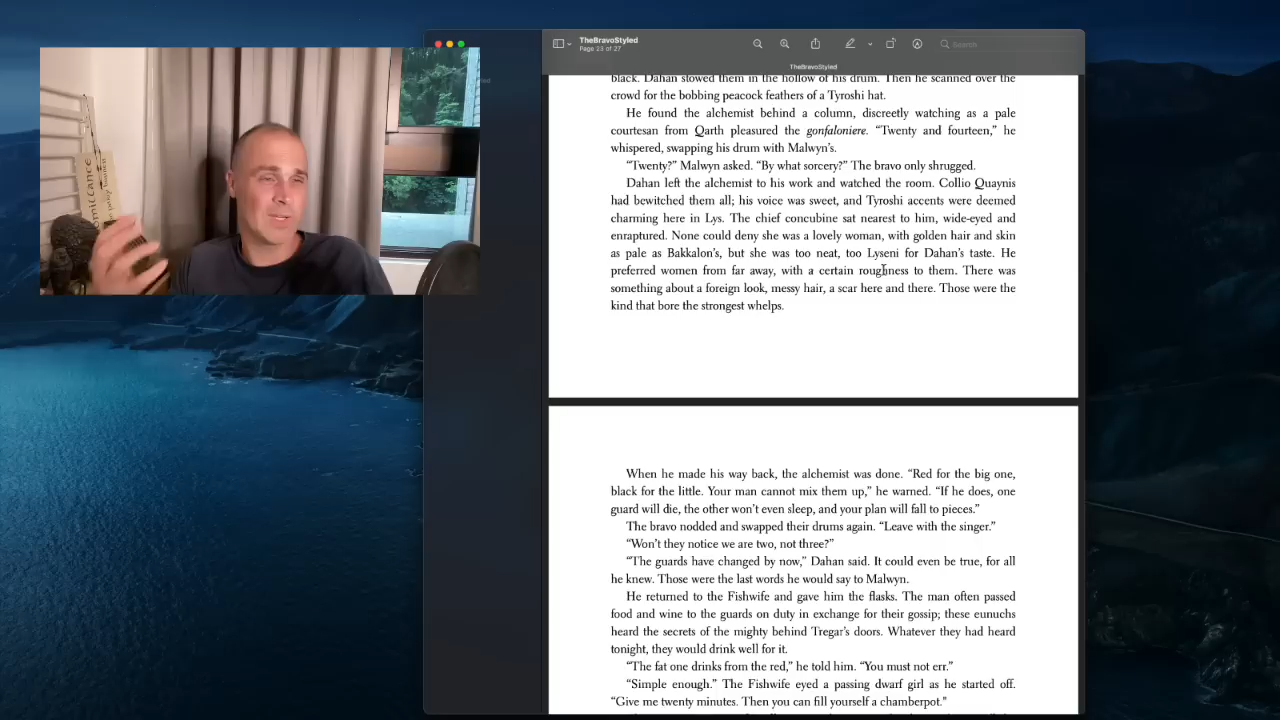 TheBravoStyled
Page 23 of 27
Search
TheBravoStyled
black. Dahan stowed them in the hollow of his drum. Then he scanned over the
crowd for the bobbing peacock feathers of a Tyroshi hat.
He found the alchemist behind a column, discreetly watching as a pale
courtesan from Qarth pleasured the gonfaloniere. “Twenty and fourteen,” he
whispered, swapping his drum with Malwyn’s.
“Twenty?” Malwyn asked. “By what sorcery?” The bravo only shrugged.
Dahan left the alchemist to his work and watched the room. Collio Quaynis
had bewitched them all; his voice was sweet, and Tyroshi accents were deemed
charming here in Lys. The chief concubine sat nearest to him, wide-eyed and
enraptured. None could deny she was a lovely woman, with golden hair and skin
as pale as Bakkalon’s, but she was too neat, too Lyseni for Dahan’s taste. He
preferred women from far away, with a certain roughness to them. There was
something about a foreign look, messy hair, a scar here and there. Those were the
kind that bore the strongest whelps.
When he made his way back, the alchemist was done. “Red for the big one,
black for the little. Your man cannot mix them up,” he warned. “If he does, one
guard will die, the other won’t even sleep, and your plan will fall to pieces.”
The bravo nodded and swapped their drums again. “Leave with the singer.”
“Won’t they notice we are two, not three?”
“The guards have changed by now,” Dahan said. It could even be true, for all
he knew. Those were the last words he would say to Malwyn.
He returned to the Fishwife and gave him the flasks. The man often passed
food and wine to the guards on duty in exchange for their gossip; these eunuchs
heard the secrets of the mighty behind Tregar’s doors. Whatever they had heard
tonight, they would drink well for it.
“The fat one drinks from the red,” he told him. “You must not err.”
“Simple enough.” The Fishwife eyed a passing dwarf girl as he started off.
“Give me twenty minutes. Then you can fill yourself a chamberpot.”